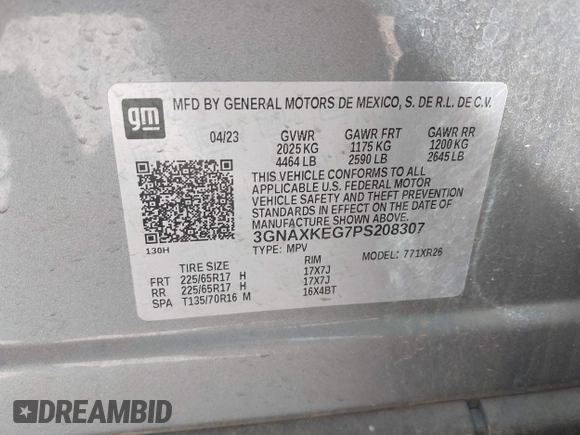 gm
MFD BY GENERAL MOTORS DE MEXICO, S. DE R.L. DE C.V.
04/23 GVWR GAWR FRT GAWR RR
2025 KG 1175 KG 1200 KG
4464 LB 2590 LB 2645 LB
THIS VEHICLE CONFORMS TO ALL
APPLICABLE U.S. FEDERAL MOTOR
VEHICLE SAFETY AND THEFT PREVENTION
STANDARDS IN EFFECT ON THE DATE OF
MANUFACTURE SHOWN ABOVE.
3GNAXKEG7PS208307
130H TYPE: MPV MODEL: 771XR26
TIRE SIZE RIM
FRT 225/65R17 H 17X7J
RR 225/65R17 H 17X7J
SPA T135/70R16 M 16X4BT
DREAMBID